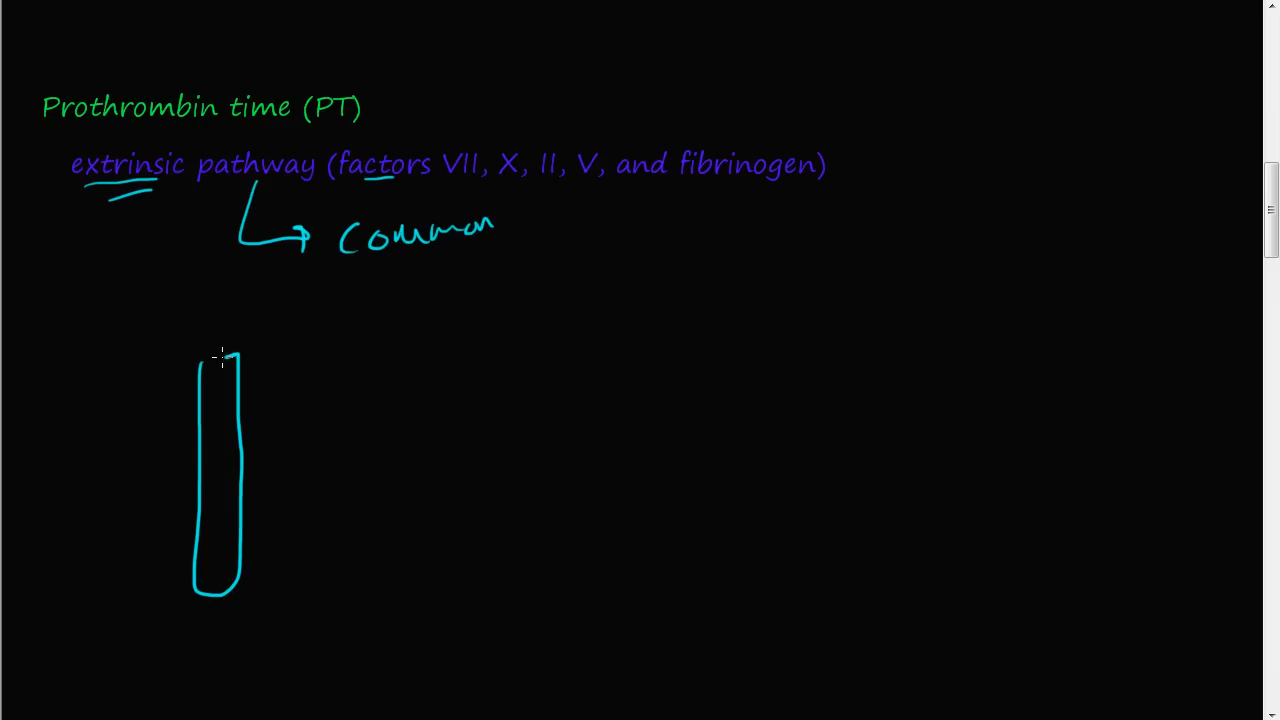 Prothrombin time (PT)
extrinsic pathway (factors VII, X, II, V, and fibrinogen)
Common